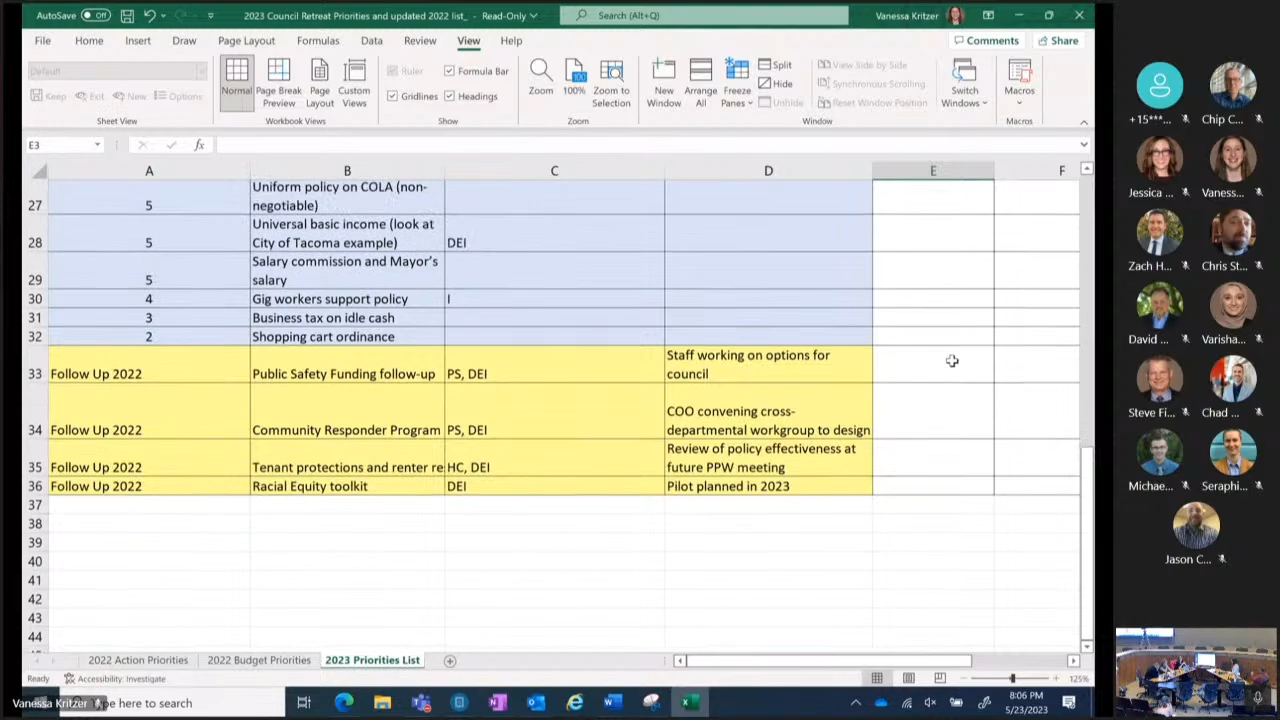 AutoSave Off
2023 Council Retreat Priorities and updated 2022 list_ - Read-Only
Search (Alt+Q)
Vanessa Kritzer
File Home Insert Draw Page Layout Formulas Data Review View Help
Comments Share
Default
Keep Exit New Options
Sheet View
Normal Page Break Preview Page Layout Custom Views
Workbook Views
Ruler Formula Bar
Gridlines Headings
Show
Zoom 100% Zoom to Selection
Zoom
New Window Arrange All Freeze Panes
Split
Hide
Unhide
View Side by Side
Synchronous Scrolling
Reset Window Position
Switch Windows
Window
Macros
Macros
E3 fx
A B C D E F
Uniform policy on COLA (non-
27 5 negotiable)
Universal basic income (look at
28 5 City of Tacoma example) DEI
Salary commission and Mayor's
29 5 salary
30 4 Gig workers support policy I
31 3 Business tax on idle cash
32 2 Shopping cart ordinance
Staff working on options for
33 Follow Up 2022 Public Safety Funding follow-up PS, DEI council
COO convening cross-
34 Follow Up 2022 Community Responder Program PS, DEI departmental workgroup to design
Review of policy effectiveness at
35 Follow Up 2022 Tenant protections and renter re HC, DEI future PPW meeting
36 Follow Up 2022 Racial Equity toolkit DEI Pilot planned in 2023
37
38
39
40
41
42
43
44
2022 Action Priorities 2022 Budget Priorities 2023 Priorities List
Ready Accessibility: Investigate 125%
Vanessa Kritzer pe here to search
8:06 PM
5/23/2023
+15***... Chip C...
Jessica ... Vaness...
Zach H... Chris St...
David ... Varisha...
Steve Fi... Chad ...
Michae... Seraphi...
Jason C...